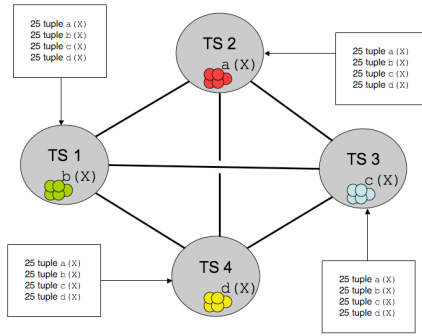 25 tuple a(X)
25 tuple b(X)
25 tuple c(X)
25 tuple d(X)
TS 2
a(X)
25 tuple a(X)
25 tuple b(X)
25 tuple c(X)
25 tuple d(X)
TS 1
b(X)
TS 3
c(X)
25 tuple a(X)
25 tuple b(X)
25 tuple c(X)
25 tuple d(X)
TS 4
d(X)
25 tuple a(X)
25 tuple b(X)
25 tuple c(X)
25 tuple d(X)